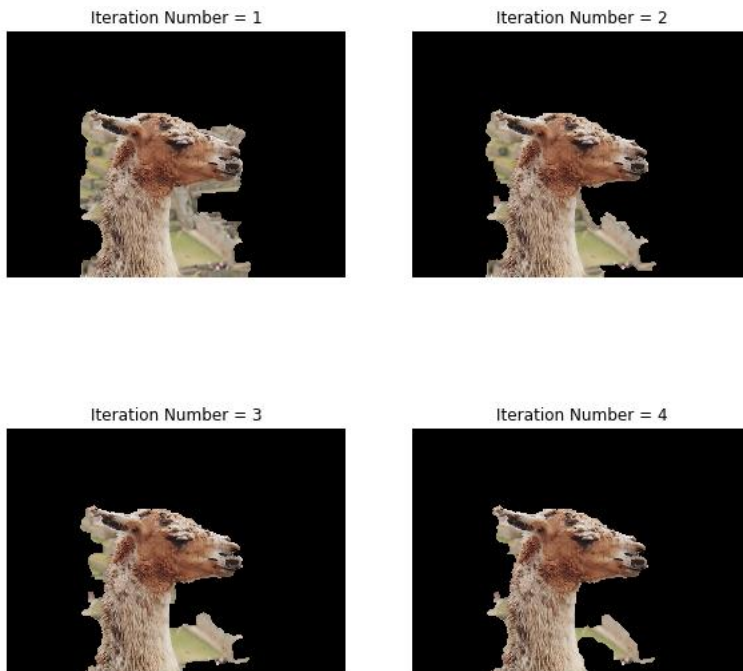 Iteration Number = 1
Iteration Number = 2
Iteration Number = 3
Iteration Number = 4